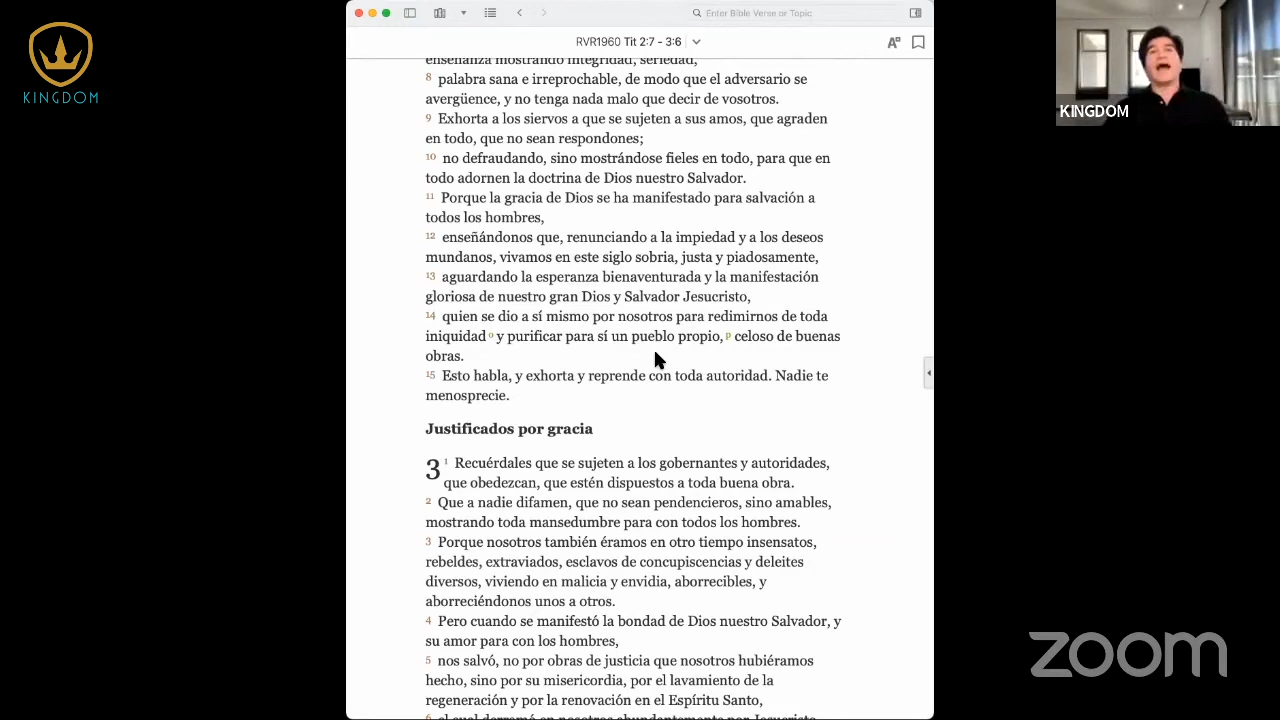 KINGDOM
Enter Bible Verse or Topic
RVR1960 Tit 2:7 - 3:6
KINGDOM
enseñanza mostrando integridad, seriedad,
8 palabra sana e irreprochable, de modo que el adversario se
avergüence, y no tenga nada malo que decir de vosotros.
9 Exhorta a los siervos a que se sujeten a sus amos, que agraden
en todo, que no sean respondones;
10 no defraudando, sino mostrándose fieles en todo, para que en
todo adornen la doctrina de Dios nuestro Salvador.
11 Porque la gracia de Dios se ha manifestado para salvación a
todos los hombres,
12 enseñándonos que, renunciando a la impiedad y a los deseos
mundanos, vivamos en este siglo sobria, justa y piadosamente,
13 aguardando la esperanza bienaventurada y la manifestación
gloriosa de nuestro gran Dios y Salvador Jesucristo,
14 quien se dio a sí mismo por nosotros para redimirnos de toda
iniquidad o y purificar para sí un pueblo propio, p celoso de buenas
obras.
15 Esto habla, y exhorta y reprende con toda autoridad. Nadie te
menosprecie.
Justificados por gracia
3 1 Recuérdales que se sujeten a los gobernantes y autoridades,
que obedezcan, que estén dispuestos a toda buena obra.
2 Que a nadie difamen, que no sean pendencieros, sino amables,
mostrando toda mansedumbre para con todos los hombres.
3 Porque nosotros también éramos en otro tiempo insensatos,
rebeldes, extraviados, esclavos de concupiscencias y deleites
diversos, viviendo en malicia y envidia, aborrecibles, y
aborreciéndonos unos a otros.
4 Pero cuando se manifestó la bondad de Dios nuestro Salvador, y
su amor para con los hombres,
5 nos salvó, no por obras de justicia que nosotros hubiéramos
hecho, sino por su misericordia, por el lavamiento de la
regeneración y por la renovación en el Espíritu Santo,
6 el cual derramó en nosotros abundantemente por Jesucristo
zoom